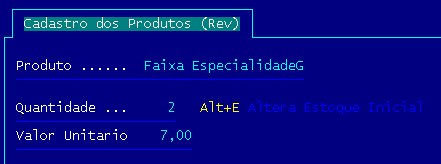 Cadastro dos Produtos (Rev)
Produto ...... Faixa EspecialidadeG
Quantidade ... 2 Alt+E Altera Estoque Inicial
Valor Unitario 7,00